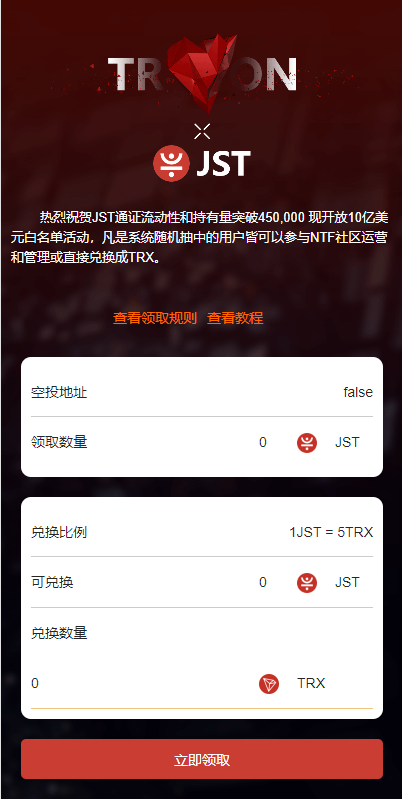 TRON
JST
热烈祝贺JST通证流动性和持有量突破450,000 现开放10亿美
元白名单活动，凡是系统随机抽中的用户皆可以参与NTF社区运营
和管理或直接兑换成TRX。
查看领取规则 查看教程
空投地址 false
领取数量 0 JST
兑换比例 1JST = 5TRX
可兑换 0 JST
兑换数量
0 TRX
立即领取